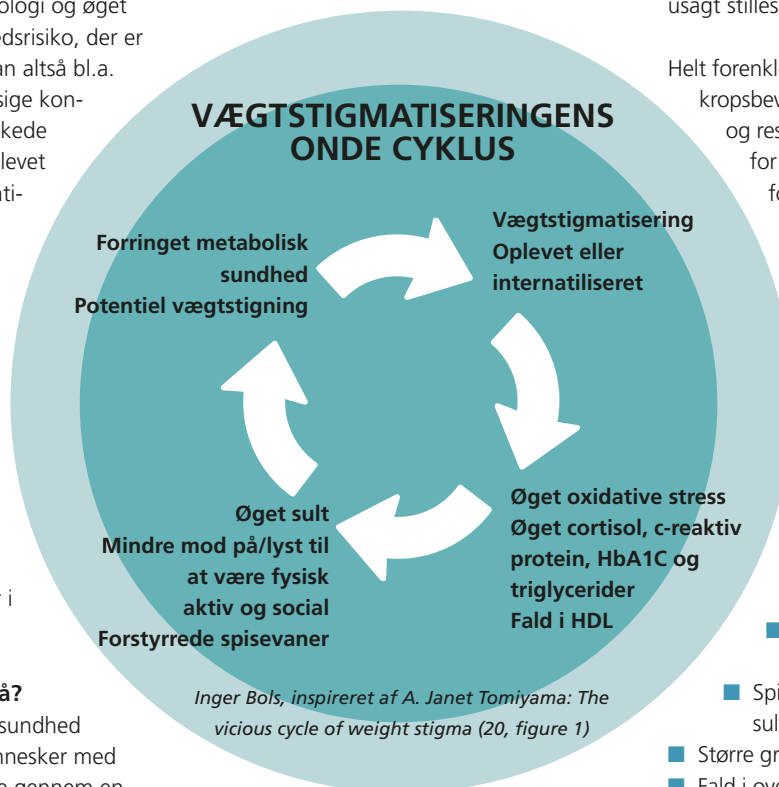 ologi og øget
edsrisiko, der er
an altså bl.a.
sige kon-
kede
levet
ati-
r i
å?
sundhed
nnesker med
e gennem en
VÆGTSTIGMATISERINGENS
ONDE CYKLUS
Vægtstigmatisering
Oplevet eller
internatiliseret
Øget oxidative stress
Øget cortisol, c-reaktiv
protein, HbA1C og
triglycerider
Fald i HDL
Øget sult
Mindre mod på/lyst til
at være fysisk
aktiv og social
Forstyrrede spisevaner
Forringet metabolisk
sundhed
Potentiel vægtstigning
Inger Bols, inspireret af A. Janet Tomiyama: The
vicious cycle of weight stigma (20, figure 1)
usagt stilles
Helt forenkle
kropsbev
og res
for
fo
Spi
sul
Større gr
Fald i ov